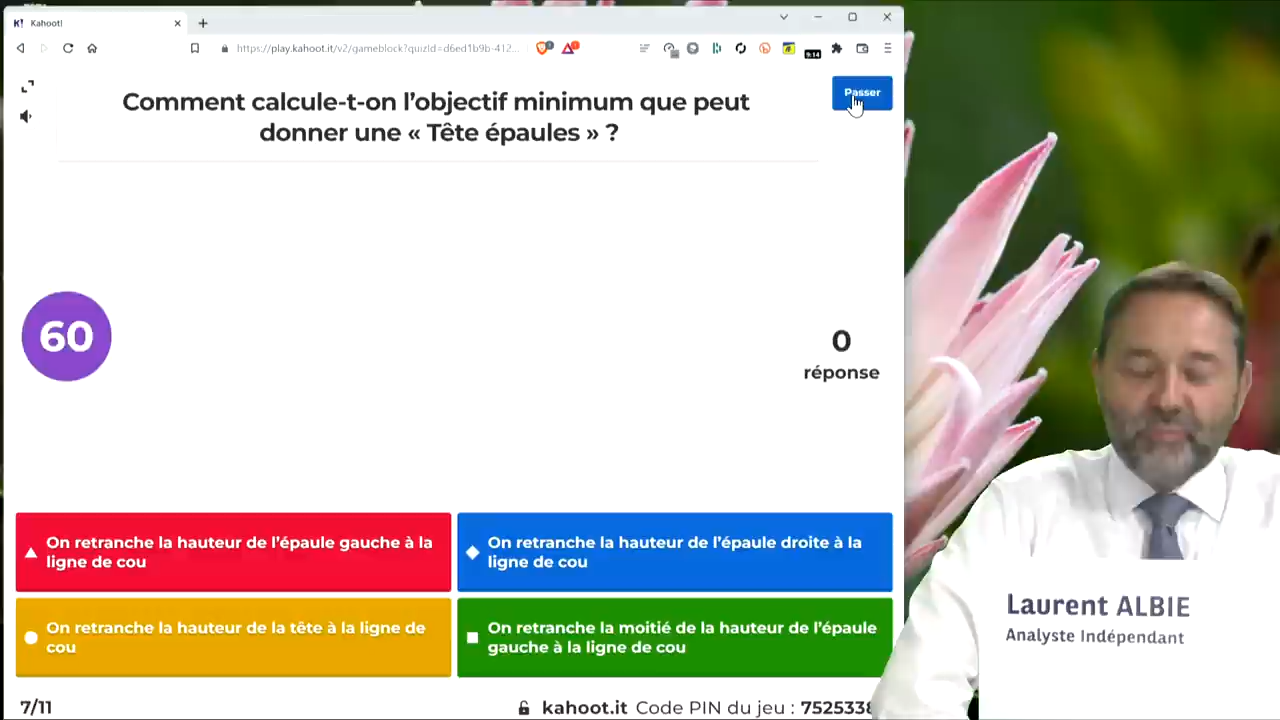 K! Kahoot!
https://play.kahoot.it/v2/gameblock?quizId=d6ed1b9b-412...
9:14
Passer
Comment calcule-t-on l’objectif minimum que peut
donner une « Tête épaules » ?
60
0
réponse
On retranche la hauteur de l’épaule gauche à la
ligne de cou
On retranche la hauteur de l’épaule droite à la
ligne de cou
On retranche la hauteur de la tête à la ligne de
cou
On retranche la moitié de la hauteur de l’épaule
gauche à la ligne de cou
7/11
kahoot.it Code PIN du jeu : 7525338
Laurent ALBIE
Analyste Indépendant